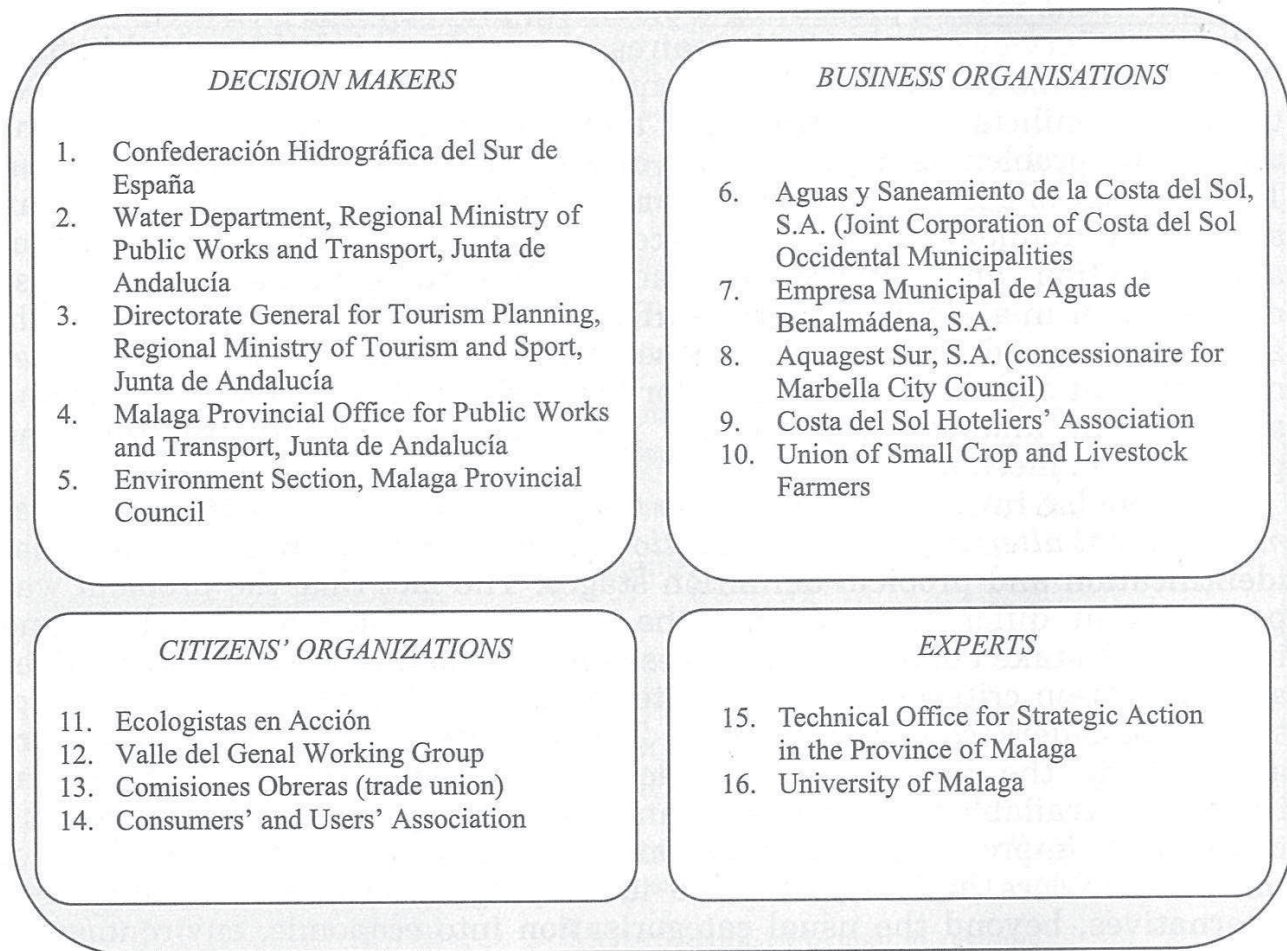 DECISION MAKERS
1. Confederación Hidrográfica del Sur de
España
2. Water Department, Regional Ministry of
Public Works and Transport, Junta de
Andalucía
3. Directorate General for Tourism Planning,
Regional Ministry of Tourism and Sport,
Junta de Andalucía
4. Malaga Provincial Office for Public Works
and Transport, Junta de Andalucía
5. Environment Section, Malaga Provincial
Council
BUSINESS ORGANISATIONS
6. Aguas y Saneamiento de la Costa del Sol,
S.A. (Joint Corporation of Costa del Sol
Occidental Municipalities
7. Empresa Municipal de Aguas de
Benalmádena, S.A.
8. Aquagest Sur, S.A. (concessionaire for
Marbella City Council)
9. Costa del Sol Hoteliers' Association
10. Union of Small Crop and Livestock
Farmers
CITIZENS' ORGANIZATIONS
11. Ecologistas en Acción
12. Valle del Genal Working Group
13. Comisiones Obreras (trade union)
14. Consumers' and Users' Association
EXPERTS
15. Technical Office for Strategic Action
in the Province of Malaga
16. University of Malaga